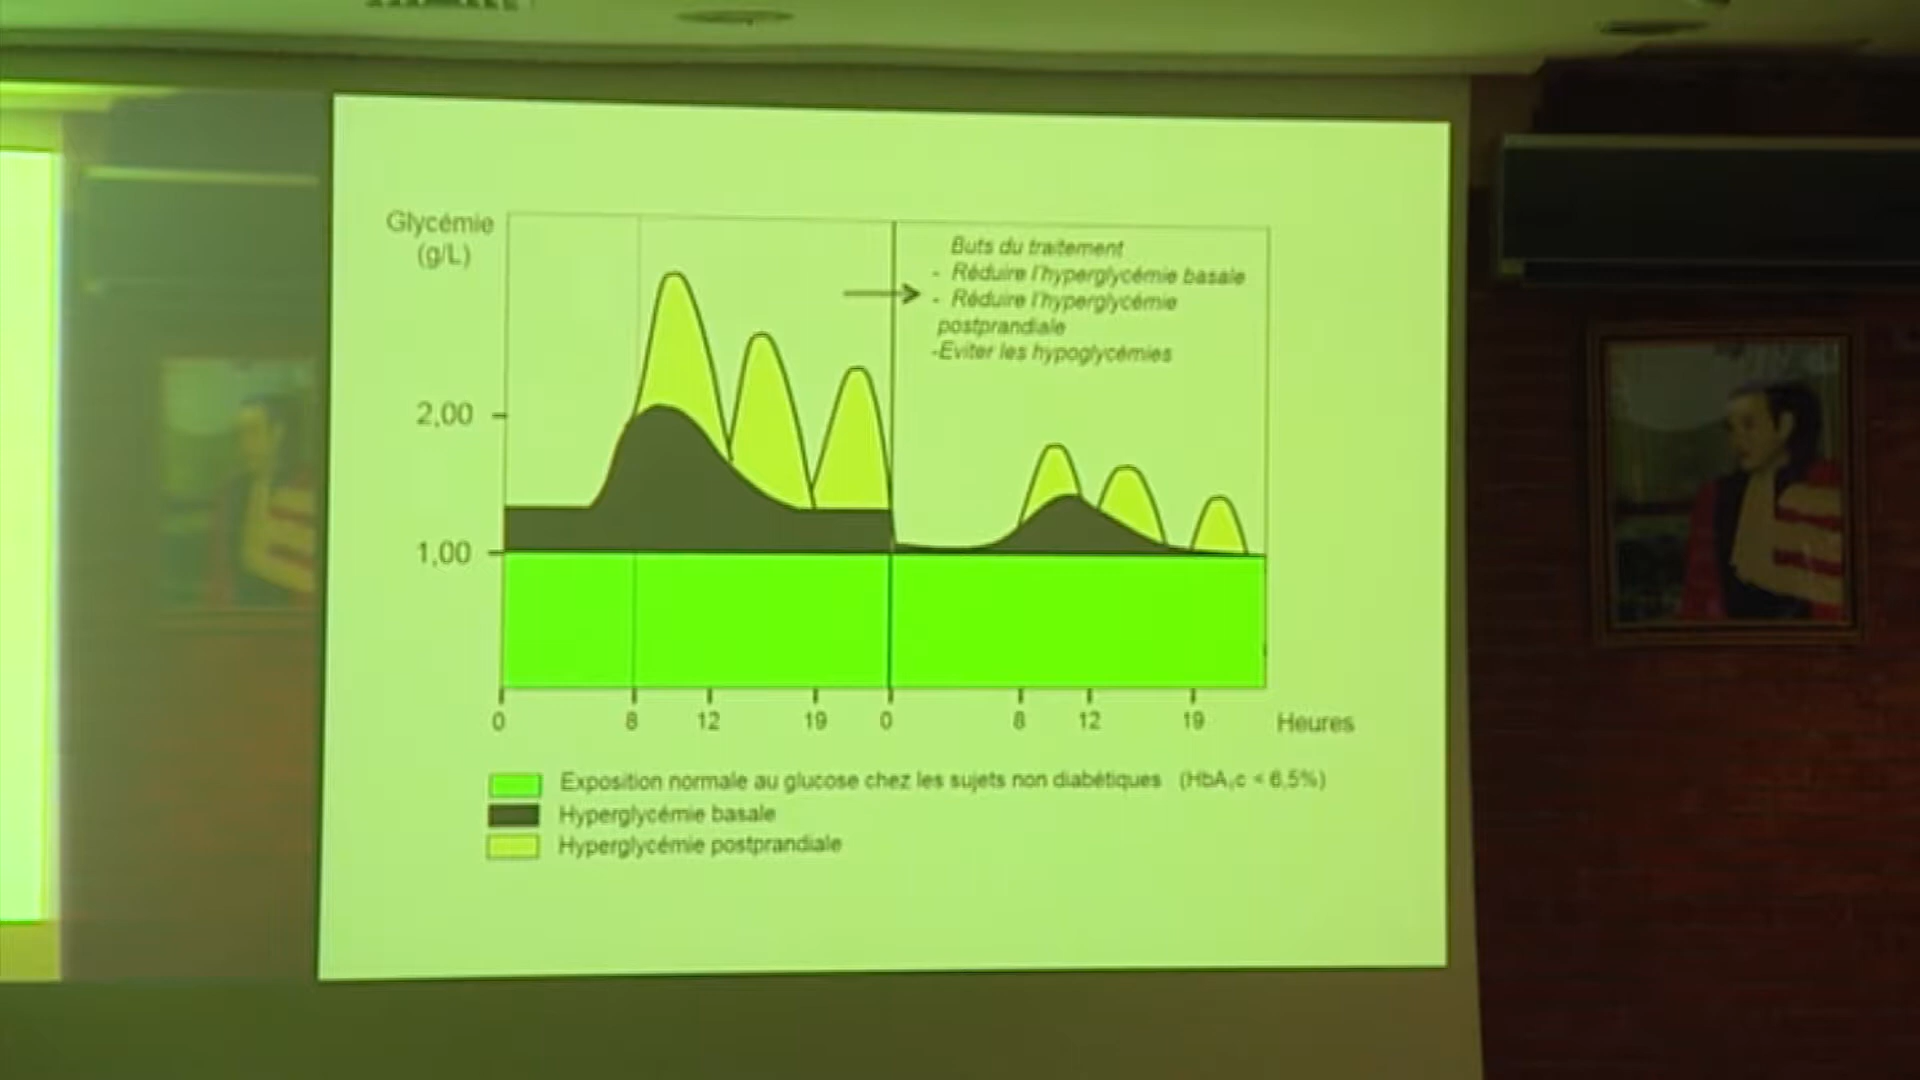 Glycémie
(g/L)
2,00
1,00
Buts du traitement
- Réduire l'hyperglycémie basale
- Réduire l'hyperglycémie
postprandiale
-Eviter les hypoglycémies
0 8 12 19 0 8 12 19 Heures
Exposition normale au glucose chez les sujets non diabétiques (HbA₁c < 6,5%)
Hyperglycémie basale
Hyperglycémie postprandiale